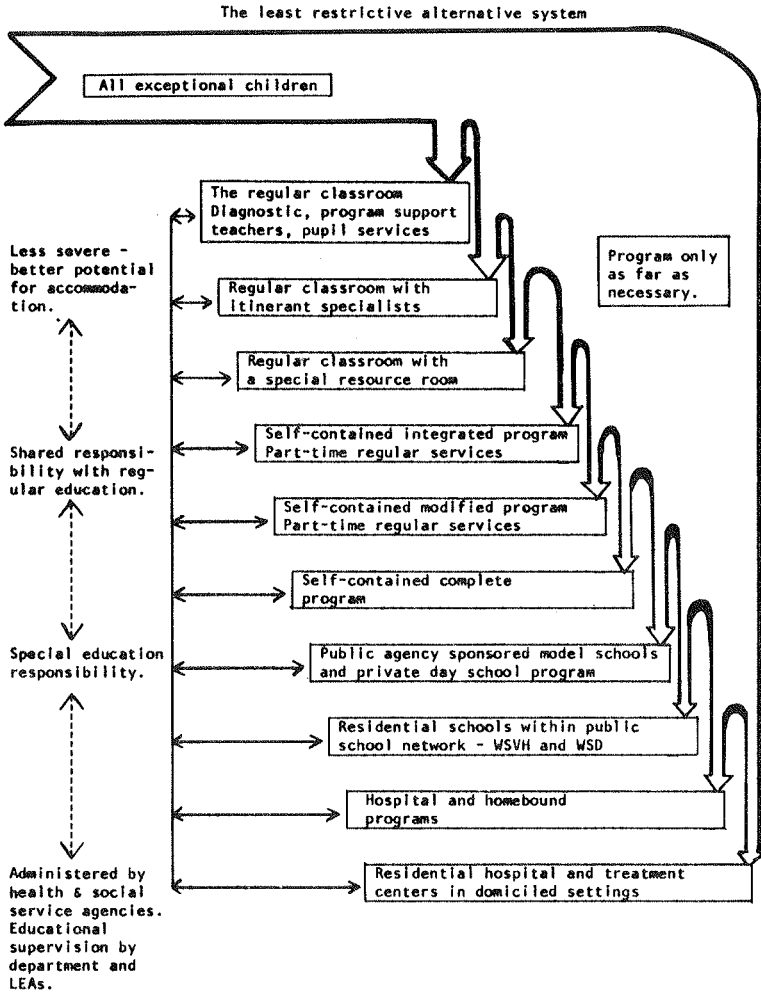 The least restrictive alternative system
All exceptional children
The regular classroom
Diagnostic, program support
teachers, pupil services
Less severe -
better potential
for accommoda-
tion.
Program only
as far as
necessary.
Regular classroom with
itinerant specialists
Regular classroom with
a special resource room
Self-contained integrated program
Part-time regular services
Shared responsi-
bility with reg-
ular education.
Self-contained modified program
Part-time regular services
Self-contained complete
program
Special education
responsibility.
Public agency sponsored model schools
and private day school program
Residential schools within public
school network - WSVH and WSD
Hospital and homebound
programs
Administered by
health & social
service agencies.
Educational
supervision by
department and
LEAs.
Residential hospital and treatment
centers in domiciled settings